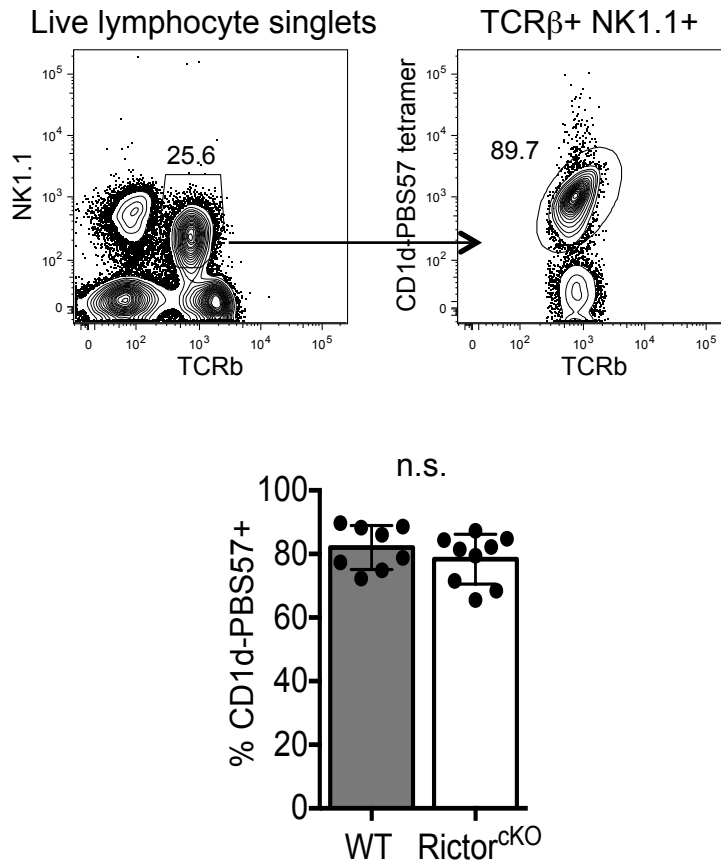 Live lymphocyte singlets
TCRβ+ NK1.1+
NK1.1
10⁵
10⁴
10³
10²
0
25.6
0 10² 10³ 10⁴ 10⁵
TCRb
CD1d-PBS57 tetramer
10⁵
10⁴
10³
10²
0
89.7
0 10² 10³ 10⁴ 10⁵
TCRb
n.s.
% CD1d-PBS57+
100
80
60
40
20
0
WT Rictorᶜᴷᴼ